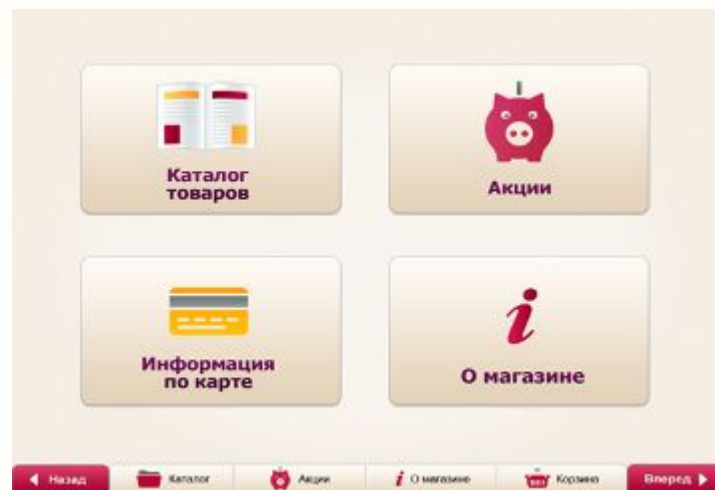 Каталог
товаров
Акции
Информация
по карте
О магазине
Назад Каталог Акции О магазине Корзина Вперед